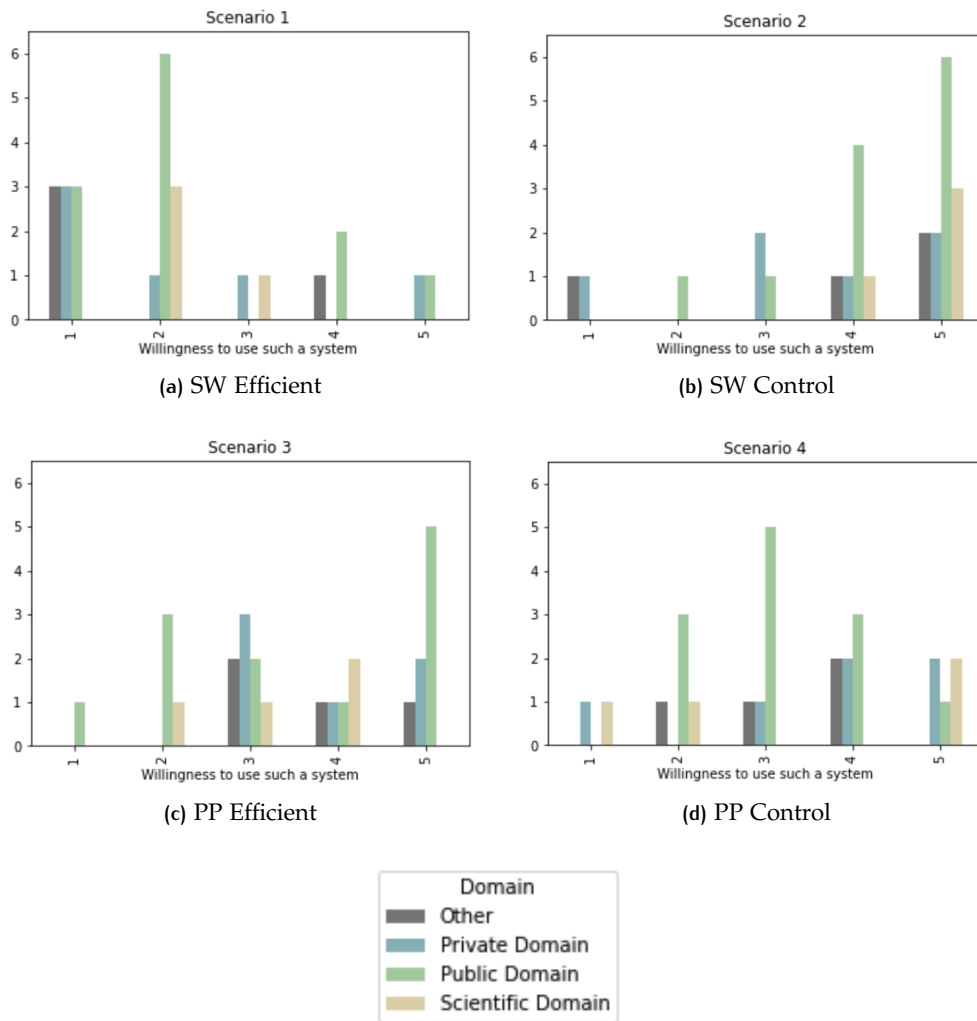 Scenario 1
6
5
4
3
2
1
0
1
2
3
4
5
Willingness to use such a system
(a) SW Efficient
Scenario 2
6
5
4
3
2
1
0
1
2
3
4
5
Willingness to use such a system
(b) SW Control
Scenario 3
6
5
4
3
2
1
0
1
2
3
4
5
Willingness to use such a system
(c) PP Efficient
Scenario 4
6
5
4
3
2
1
0
1
2
3
4
5
Willingness to use such a system
(d) PP Control
Domain
Other
Private Domain
Public Domain
Scientific Domain